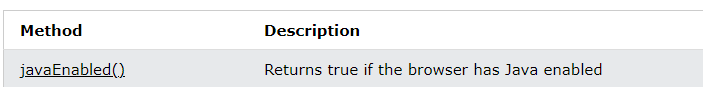 Method Description
javaEnabled() Returns true if the browser has Java enabled